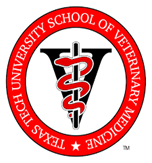 TEXAS TECH UNIVERSITY SCHOOL OF VETERINARY MEDICINE
V
TM